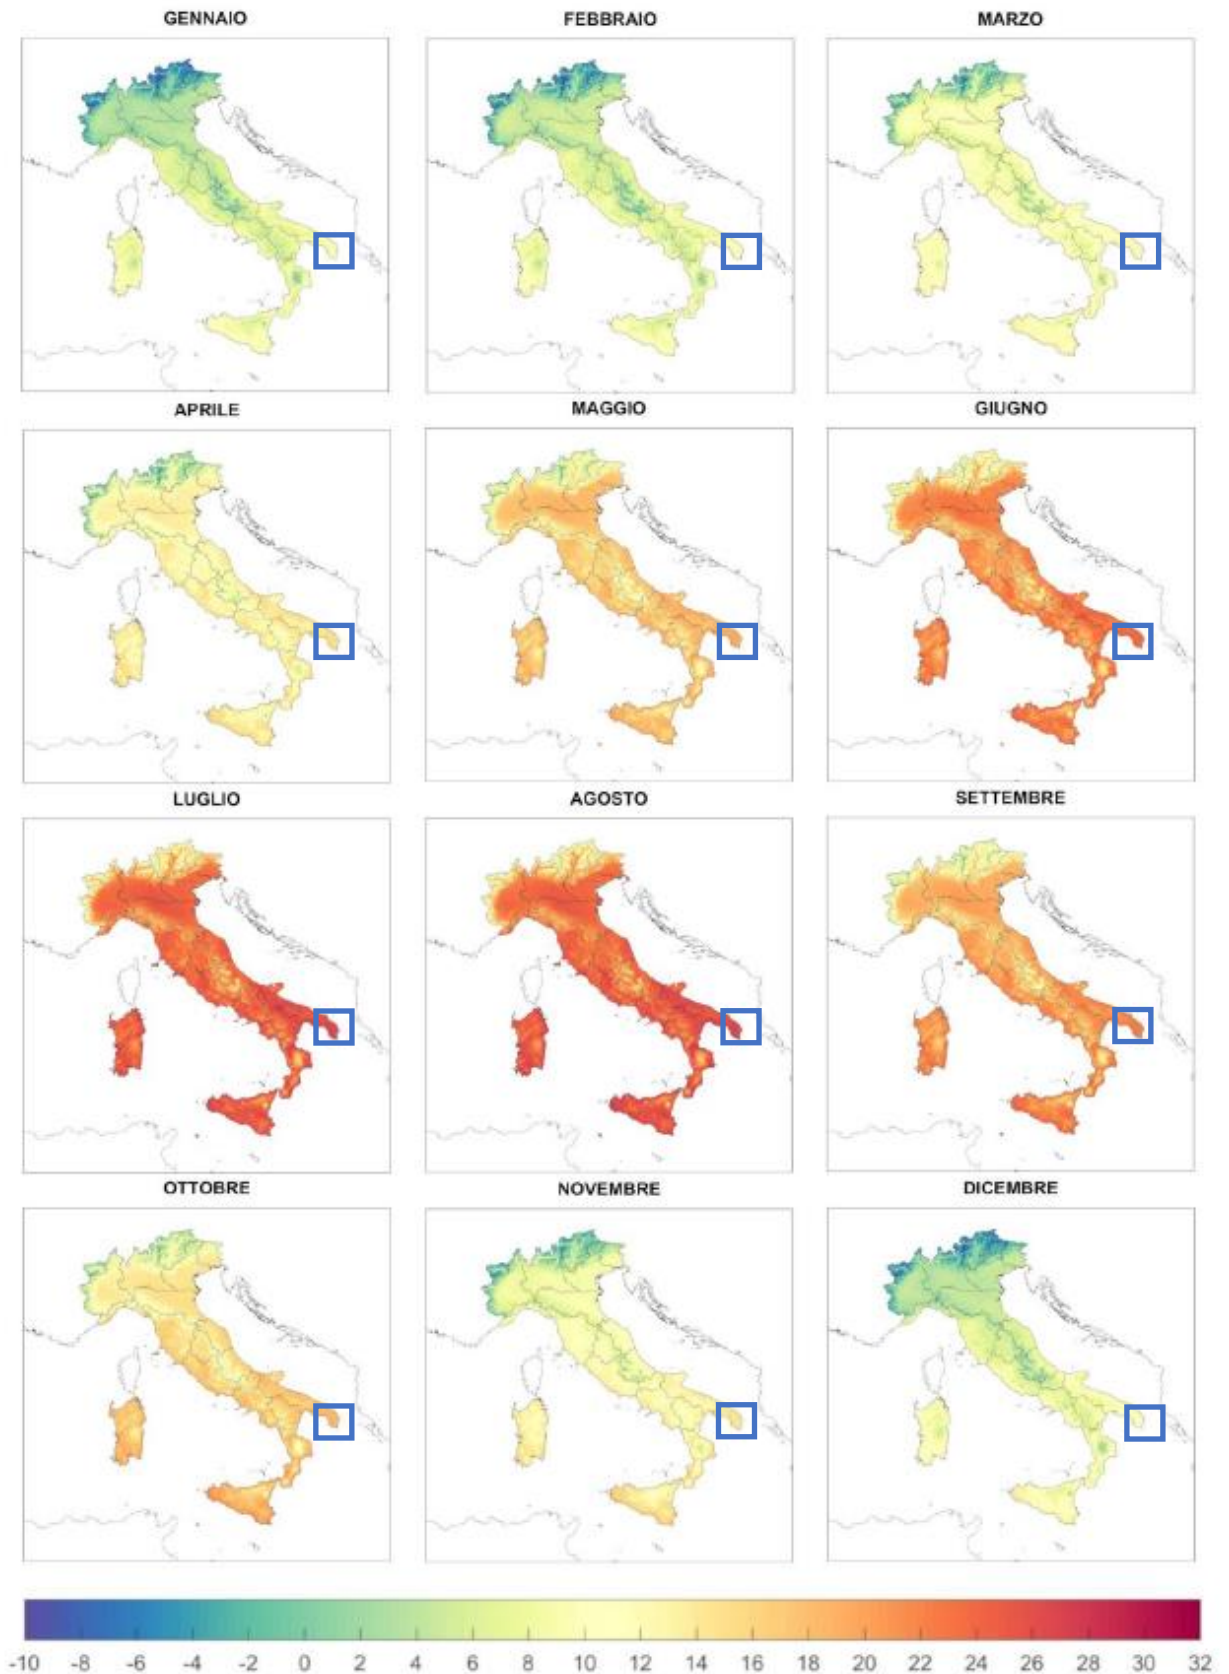 GENNAIO FEBBRAIO MARZO
APRILE MAGGIO GIUGNO
LUGLIO AGOSTO SETTEMBRE
OTTOBRE NOVEMBRE DICEMBRE
-10 -8 -6 -4 -2 0 2 4 6 8 10 12 14 16 18 20 22 24 26 28 30 32